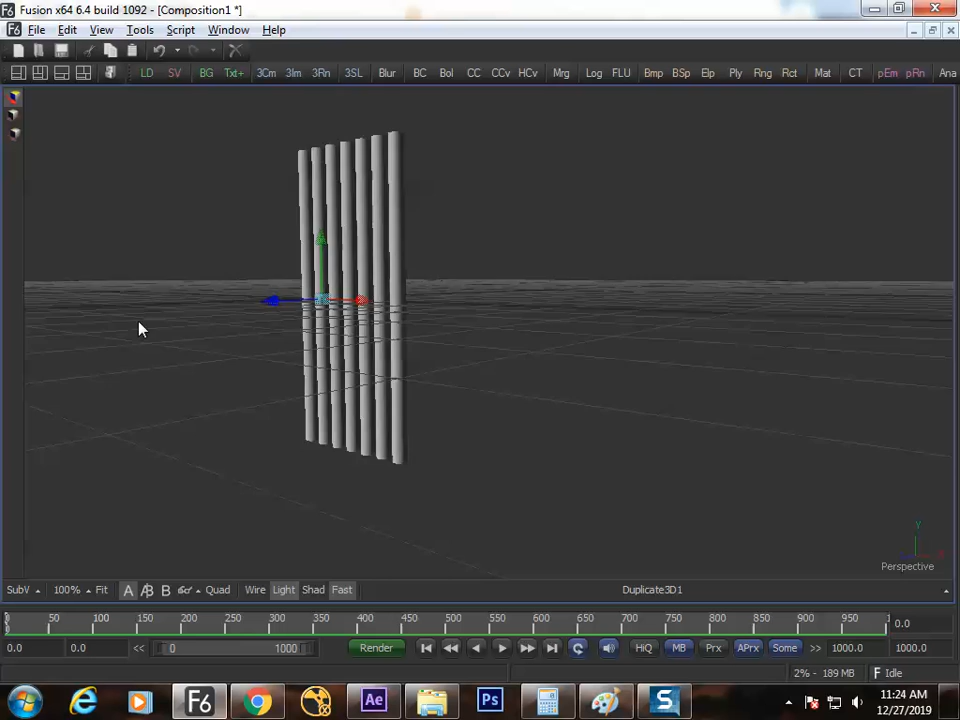 Fusion x64 6.4 build 1092 - [Composition1 *]
File Edit View Tools Script Window Help
LD SV BG Txt+ 3Cm 3Im 3Rn 3SL Blur BC Bol CC CCv HCv Mrg Log FLU Bmp BSp Elp Ply Rng Rct Mat CT pEm pRn Ana
Y
Perspective
SubV 100% Fit A A/B B Quad Wire Light Shad Fast Duplicate3D1
0 50 100 150 200 250 300 350 400 450 500 550 600 650 700 750 800 850 900 950 0.0
0.0 0.0 << 0 1000 Render HiQ MB Prx APrx Some >> 1000.0 1000.0
2% - 189 MB Idle
F6 Ae Ps S
11:24 AM
12/27/2019